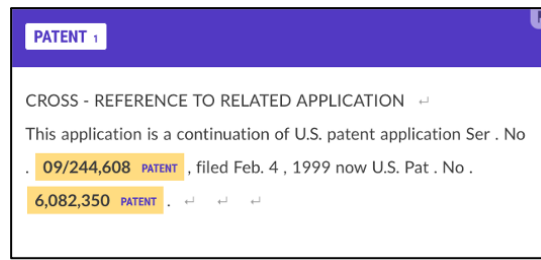 PATENT 1
CROSS - REFERENCE TO RELATED APPLICATION ↵
This application is a continuation of U.S. patent application Ser . No
. 09/244,608 PATENT , filed Feb. 4 , 1999 now U.S. Pat . No .
6,082,350 PATENT . ↵ ↵ ↵